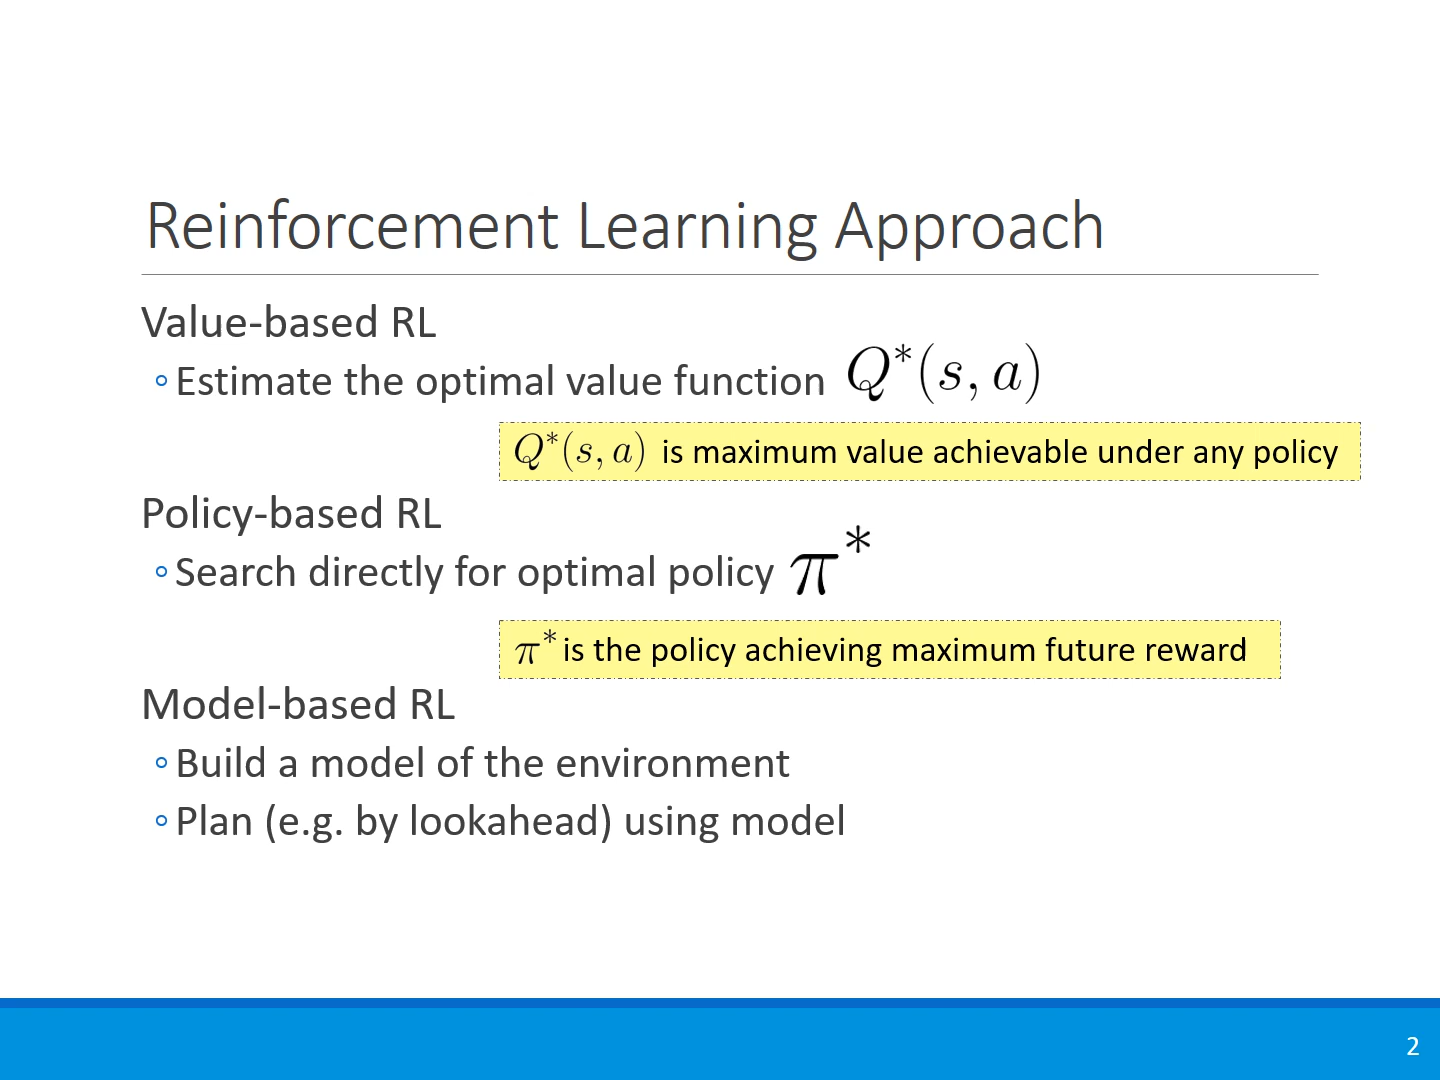 Reinforcement Learning Approach
Value-based RL
◦Estimate the optimal value function Q*(s, a)
Q*(s, a) is maximum value achievable under any policy
Policy-based RL
◦Search directly for optimal policy π*
π* is the policy achieving maximum future reward
Model-based RL
◦Build a model of the environment
◦Plan (e.g. by lookahead) using model
2